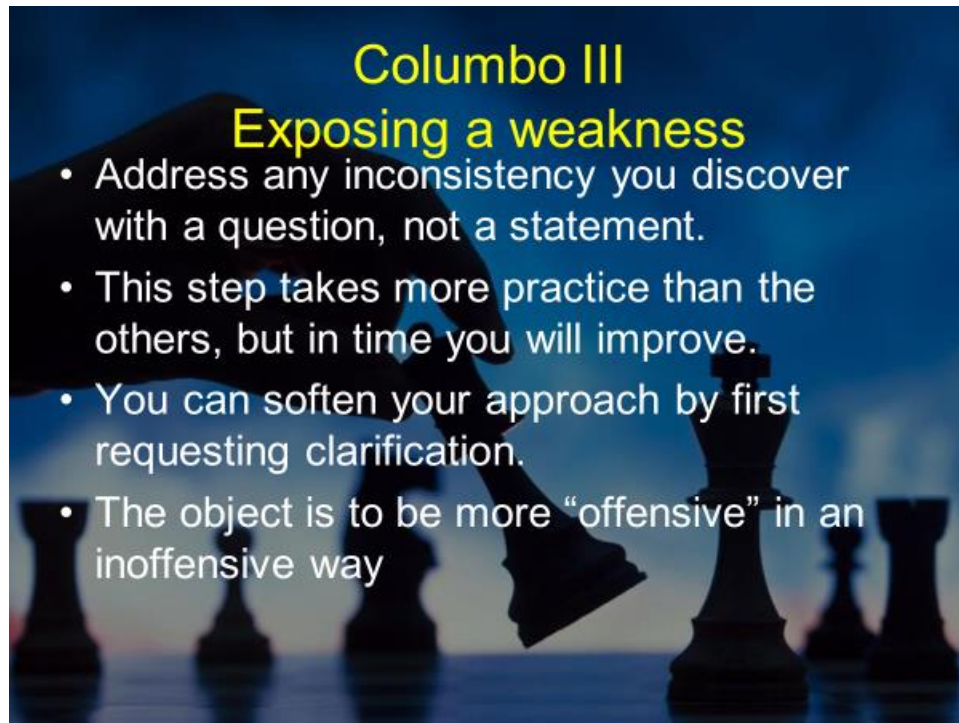 Columbo III
Exposing a weakness
• Address any inconsistency you discover
with a question, not a statement.
• This step takes more practice than the
others, but in time you will improve.
• You can soften your approach by first
requesting clarification.
• The object is to be more “offensive” in an
inoffensive way